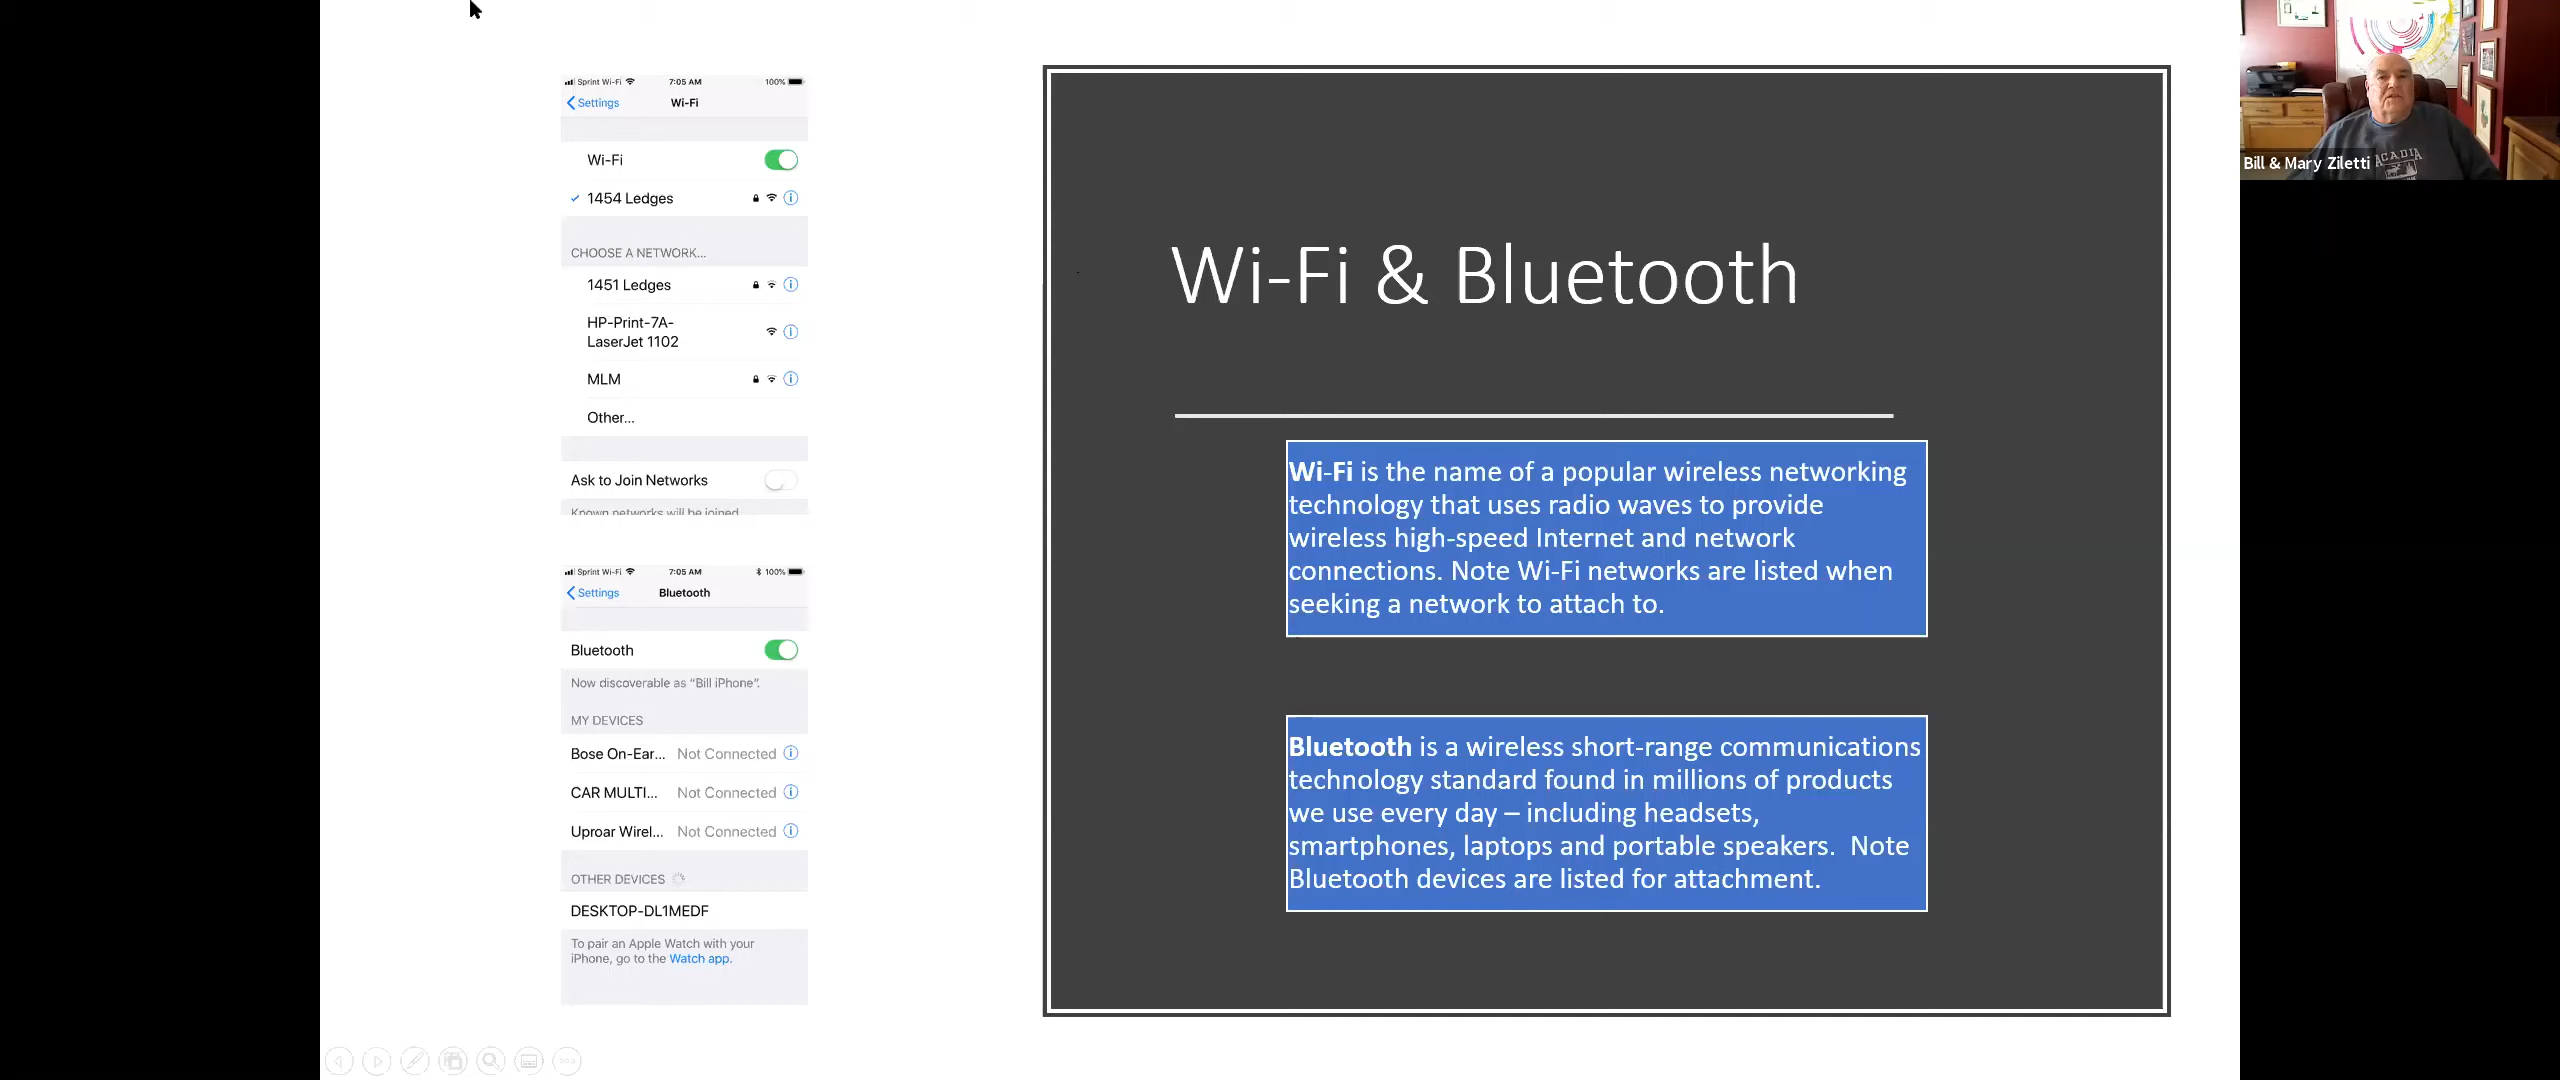 Sprint Wi-Fi 7:05 AM 100%
Settings Wi-Fi
Wi-Fi
1454 Ledges
CHOOSE A NETWORK...
1451 Ledges
HP-Print-7A-
LaserJet 1102
MLM
Other...
Ask to Join Networks
Known networks will be joined
Sprint Wi-Fi 7:05 AM 100%
Settings Bluetooth
Bluetooth
Now discoverable as “Bill iPhone”.
MY DEVICES
Bose On-Ear... Not Connected
CAR MULTI... Not Connected
Uproar Wirel... Not Connected
OTHER DEVICES
DESKTOP-DL1MEDF
To pair an Apple Watch with your
iPhone, go to the Watch app.
Wi-Fi & Bluetooth
Wi-Fi is the name of a popular wireless networking
technology that uses radio waves to provide
wireless high-speed Internet and network
connections. Note Wi-Fi networks are listed when
seeking a network to attach to.
Bluetooth is a wireless short-range communications
technology standard found in millions of products
we use every day – including headsets,
smartphones, laptops and portable speakers.  Note
Bluetooth devices are listed for attachment.
ACADIA
Bill & Mary Ziletti